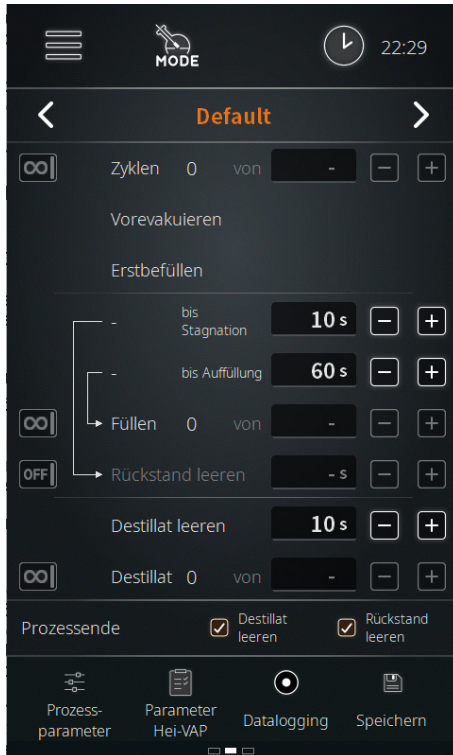 MODE
22:29
Default
∞ Zyklen 0 von -
Vorevakuieren
Erstbefüllen
- bis
Stagnation 10 s
- bis Auffüllung 60 s
∞ Füllen 0 von -
OFF Rückstand leeren - s
Destillat leeren 10 s
∞ Destillat 0 von -
Prozessende
Destillat
leeren
Rückstand
leeren
Prozess-
parameter
Parameter
Hei-VAP
Datalogging
Speichern